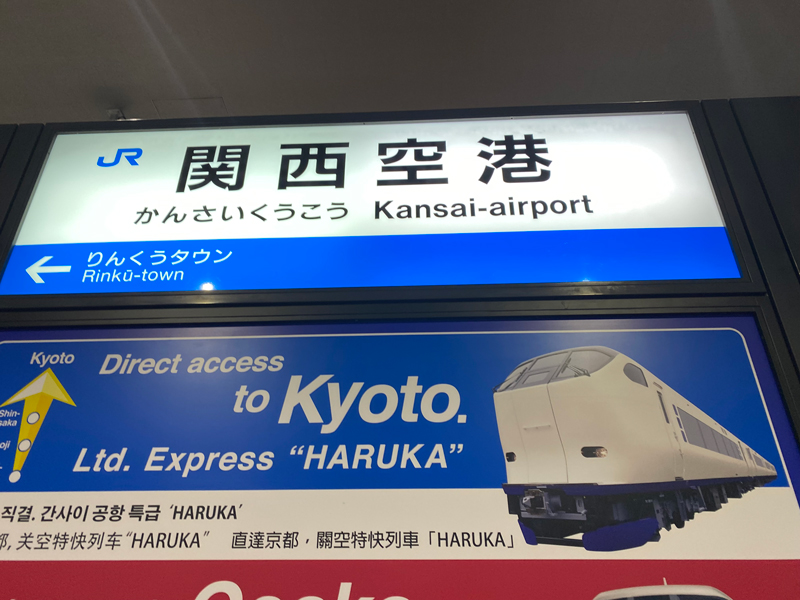 JR 関西空港
かんさいくうこう Kansai-airport
← りんくうタウン
Rinkū-town
Kyoto
Direct access
to Kyoto.
Ltd. Express “HARUKA”
직결. 간사이 공항 특급 ‘HARUKA’
都, 关空特快列车“HARUKA” 直達京都，關空特快列車「HARUKA」
Osaka